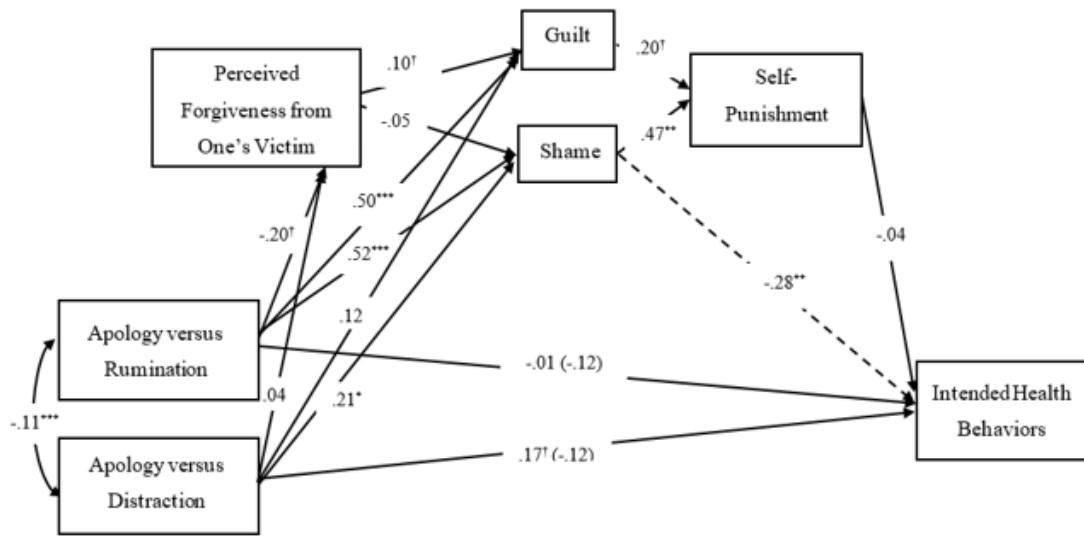 Guilt
.20†
Perceived
Forgiveness from
One's Victim
.10†
Self-
Punishment
-.05
.47**
Shame
.50***
-.20†
.52***
-.04
-.28**
.12
Apology versus
Rumination
-.01 (-.12)
.04
.21*
-.11***
Intended Health
Behaviors
Apology versus
Distraction
.17† (-.12)